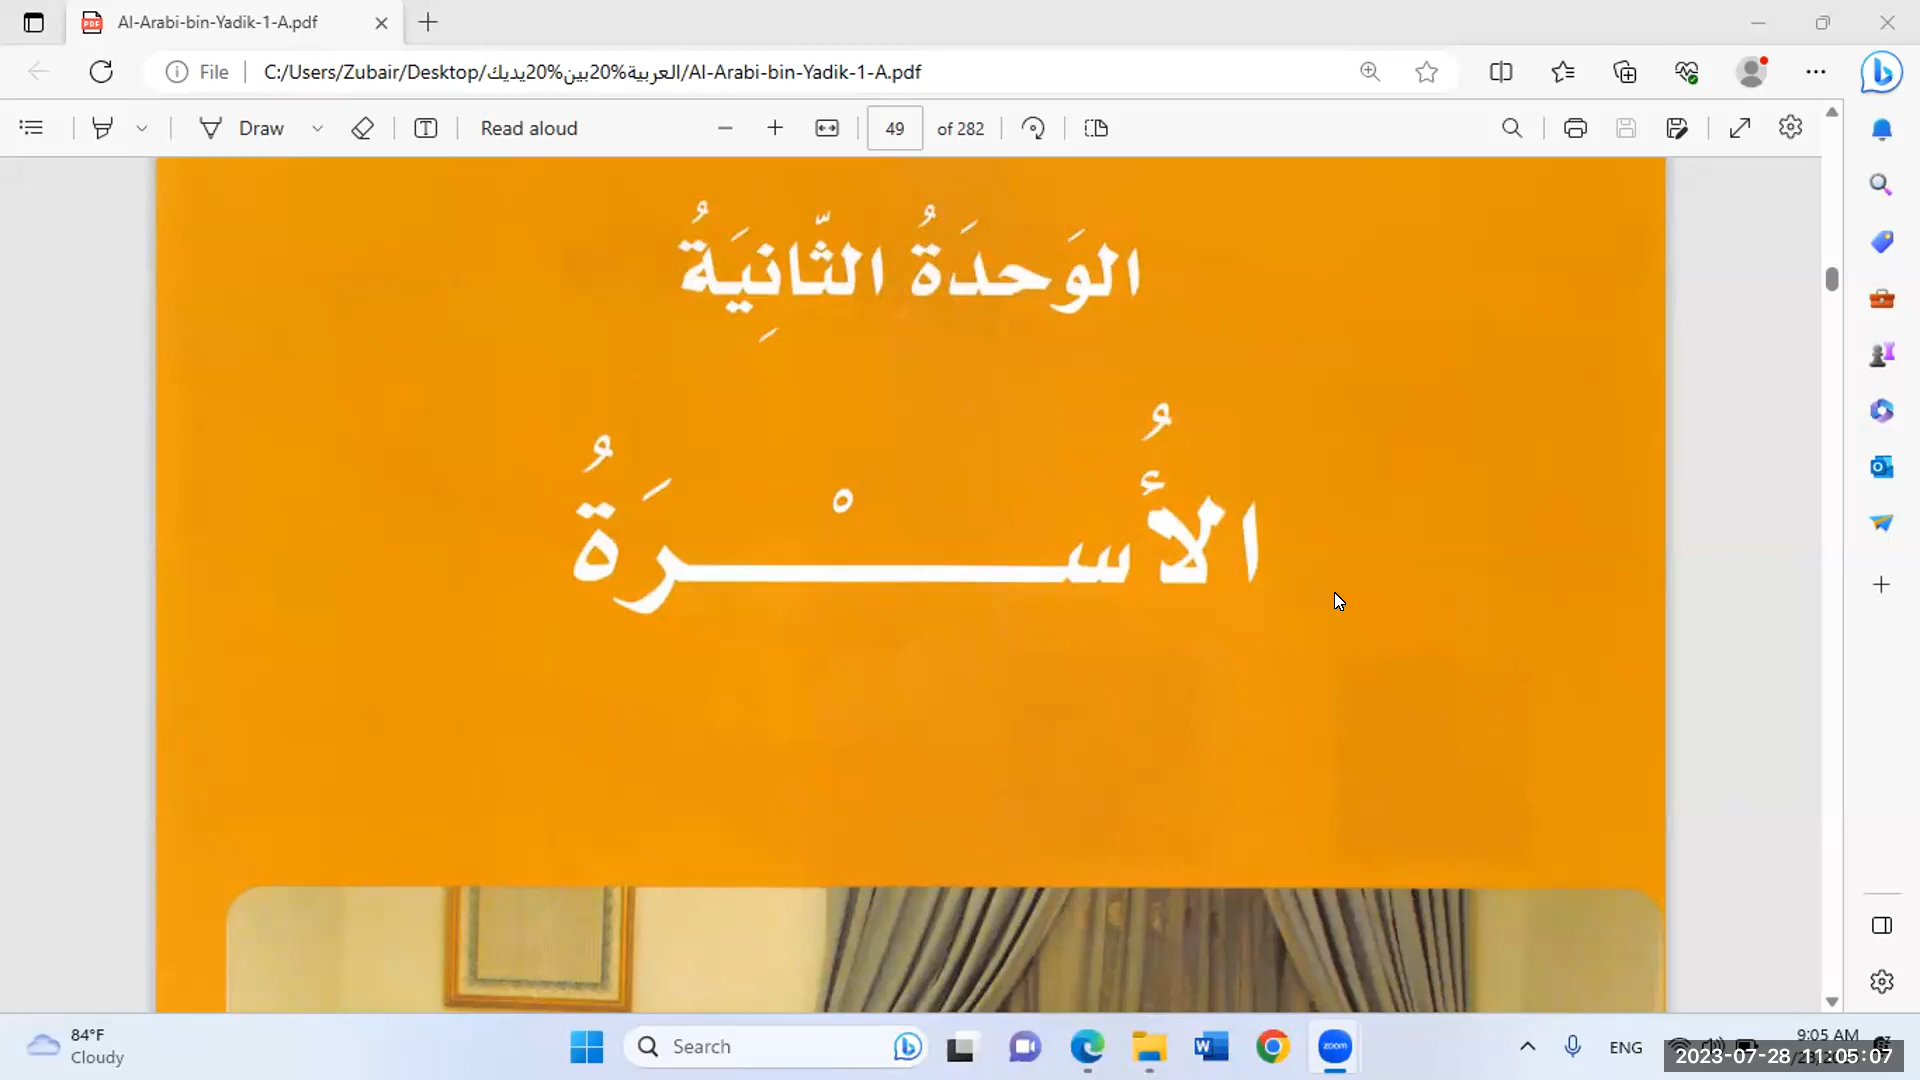 Al-Arabi-bin-Yadik-1-A.pdf
File
C:/Users/Zubair/Desktop/العربية%20بين%20يديك/Al-Arabi-bin-Yadik-1-A.pdf
Draw
Read aloud
49 of 282
الوَحدَةُ الثّانِيَةُ
الأُســـــــــرَةُ
84°F
Cloudy
Search
W
zoom
ENG
9:05 AM
2023-07-28 11:05:07